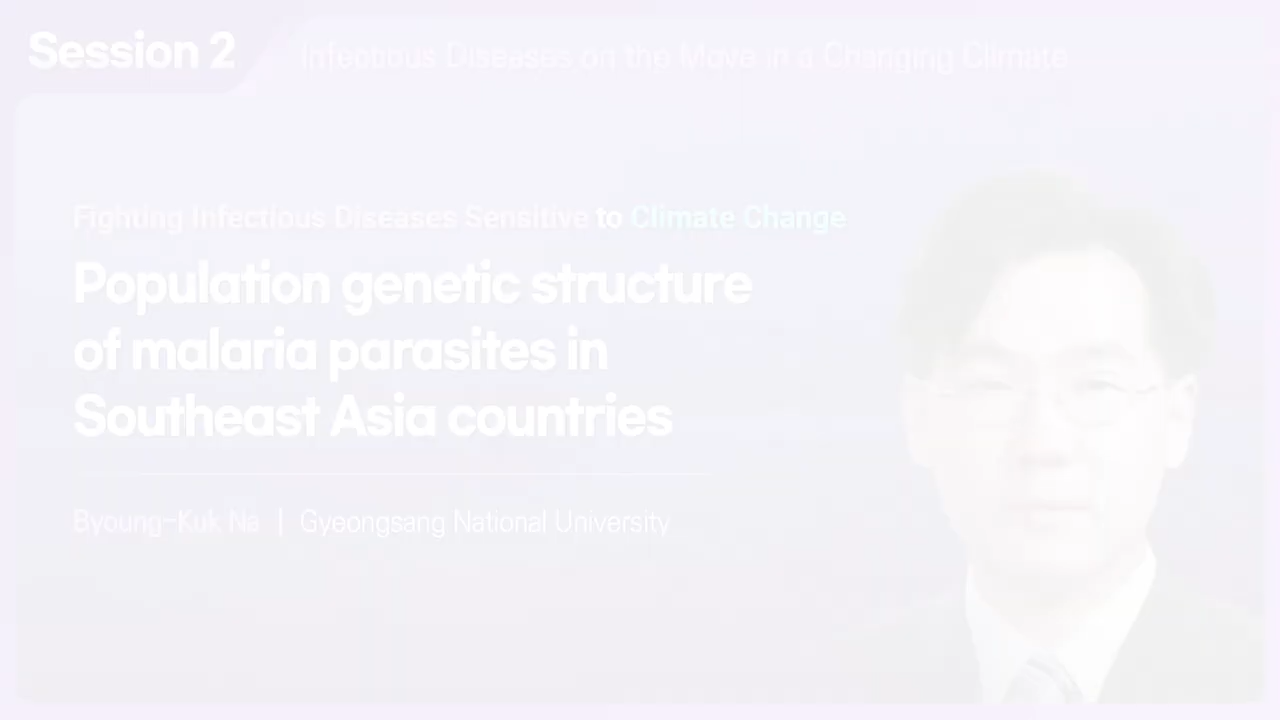 Session 2
Infectious Diseases on the Move in a Changing Climate
Fighting Infectious Diseases Sensitive to Climate Change
Population genetic structure
of malaria parasites in
Southeast Asia countries
Byoung-Kuk Na | Gyeongsang National University